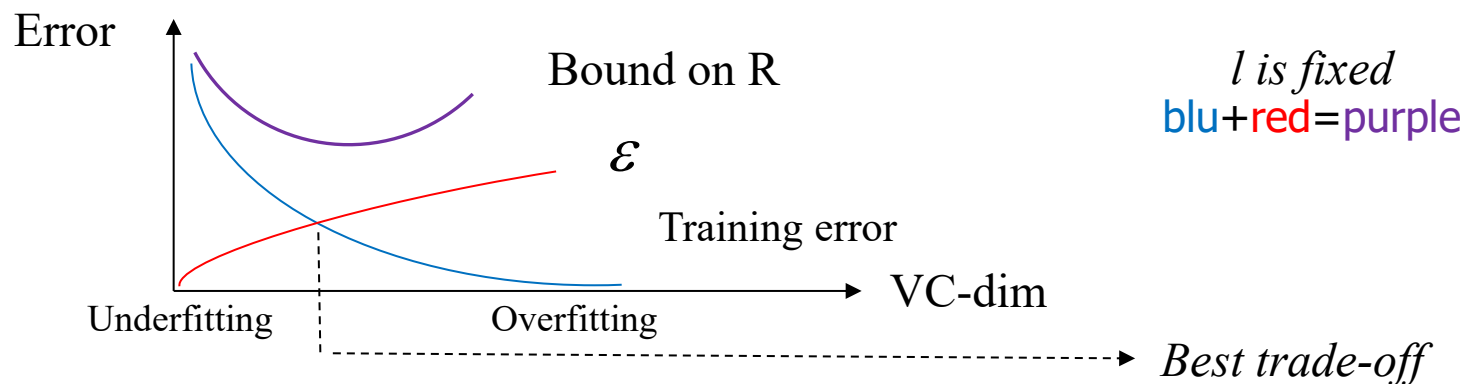 Error
Bound on R
l is fixed
blu+red=purple
ε
Training error
VC-dim
Underfitting
Overfitting
Best trade-off